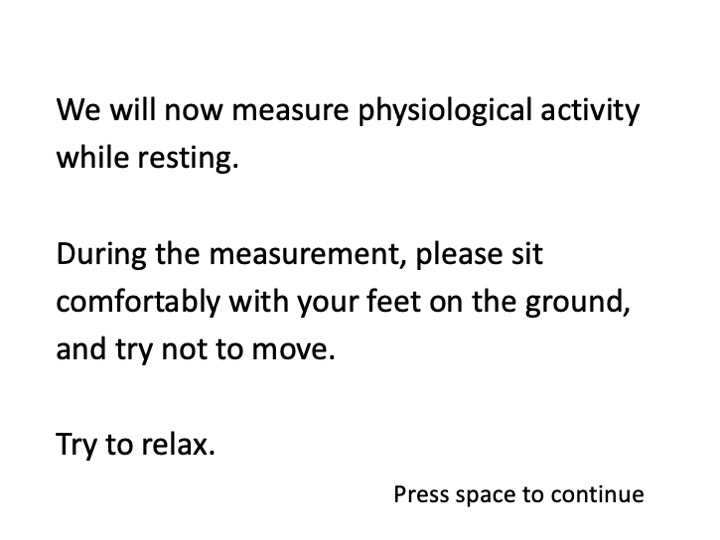 We will now measure physiological activity
while resting.
During the measurement, please sit
comfortably with your feet on the ground,
and try not to move.
Try to relax.
Press space to continue